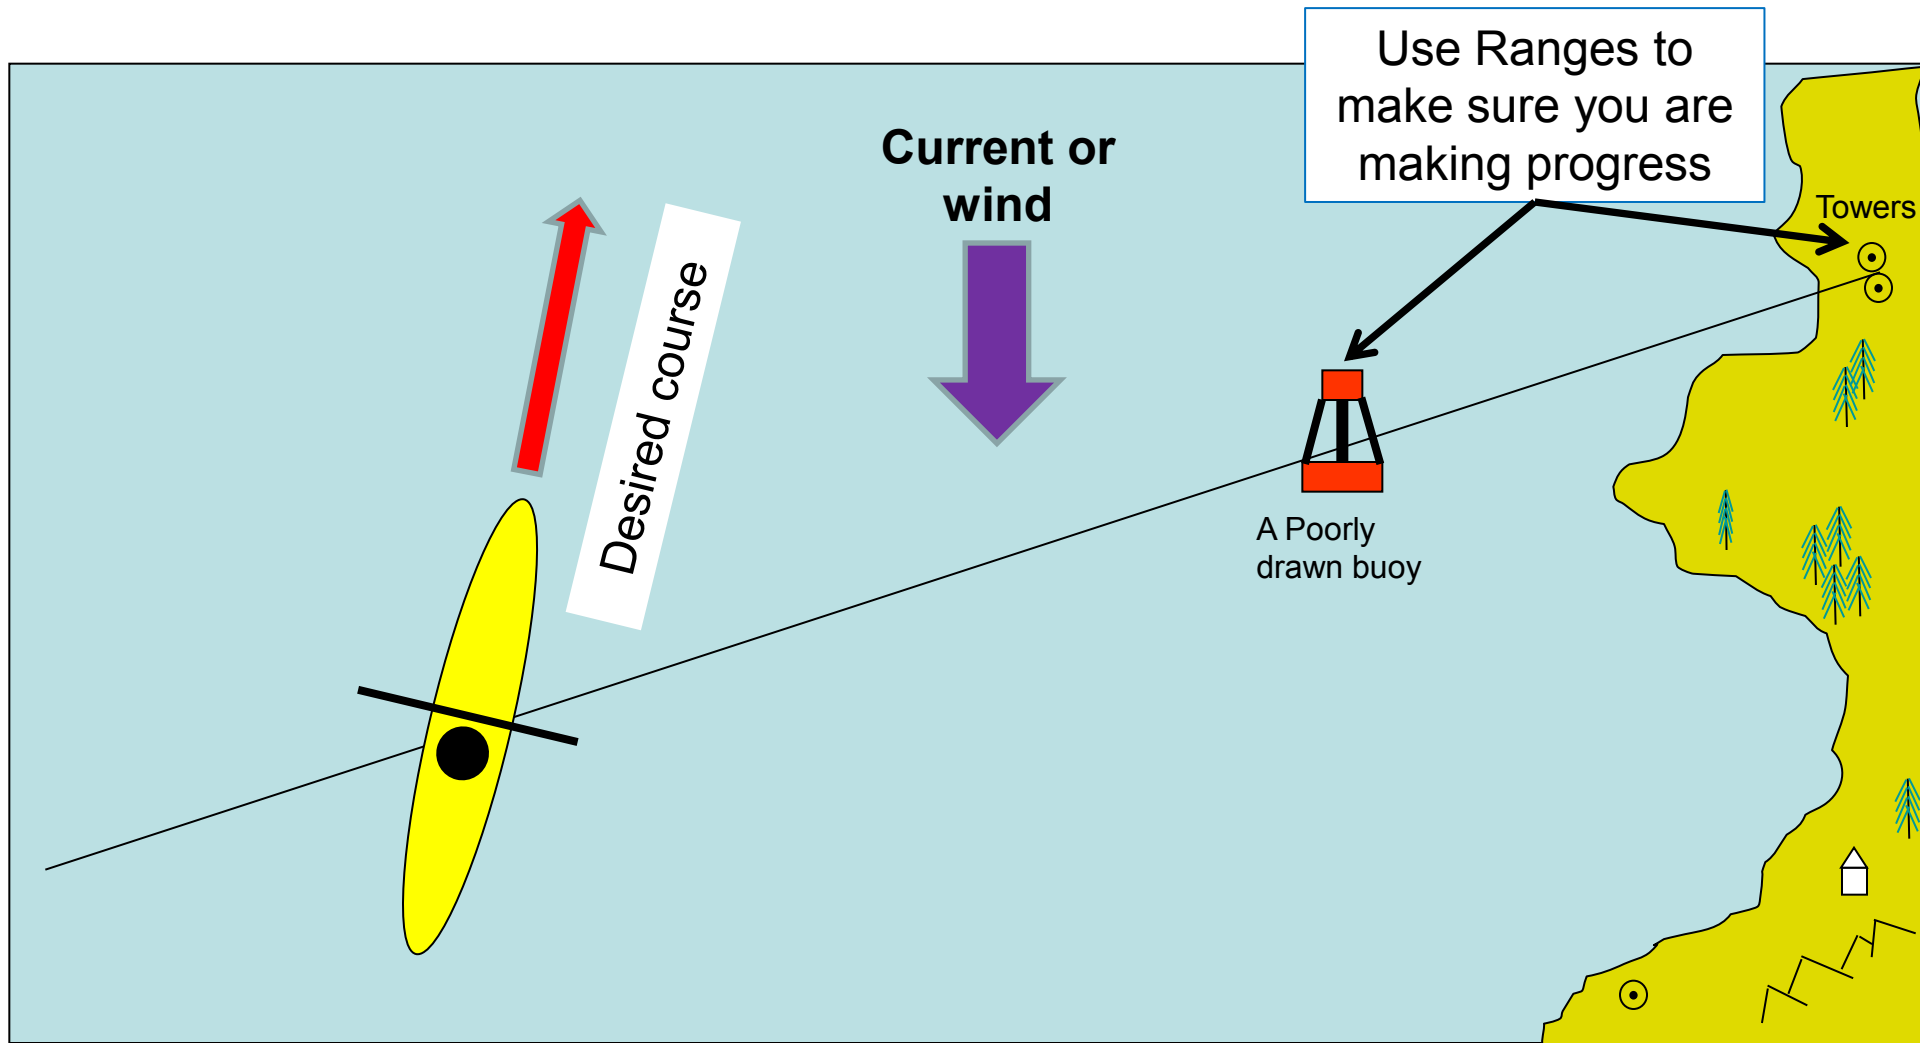 Use Ranges to
make sure you are
making progress
Current or
wind
Towers
Desired course
A Poorly
drawn buoy